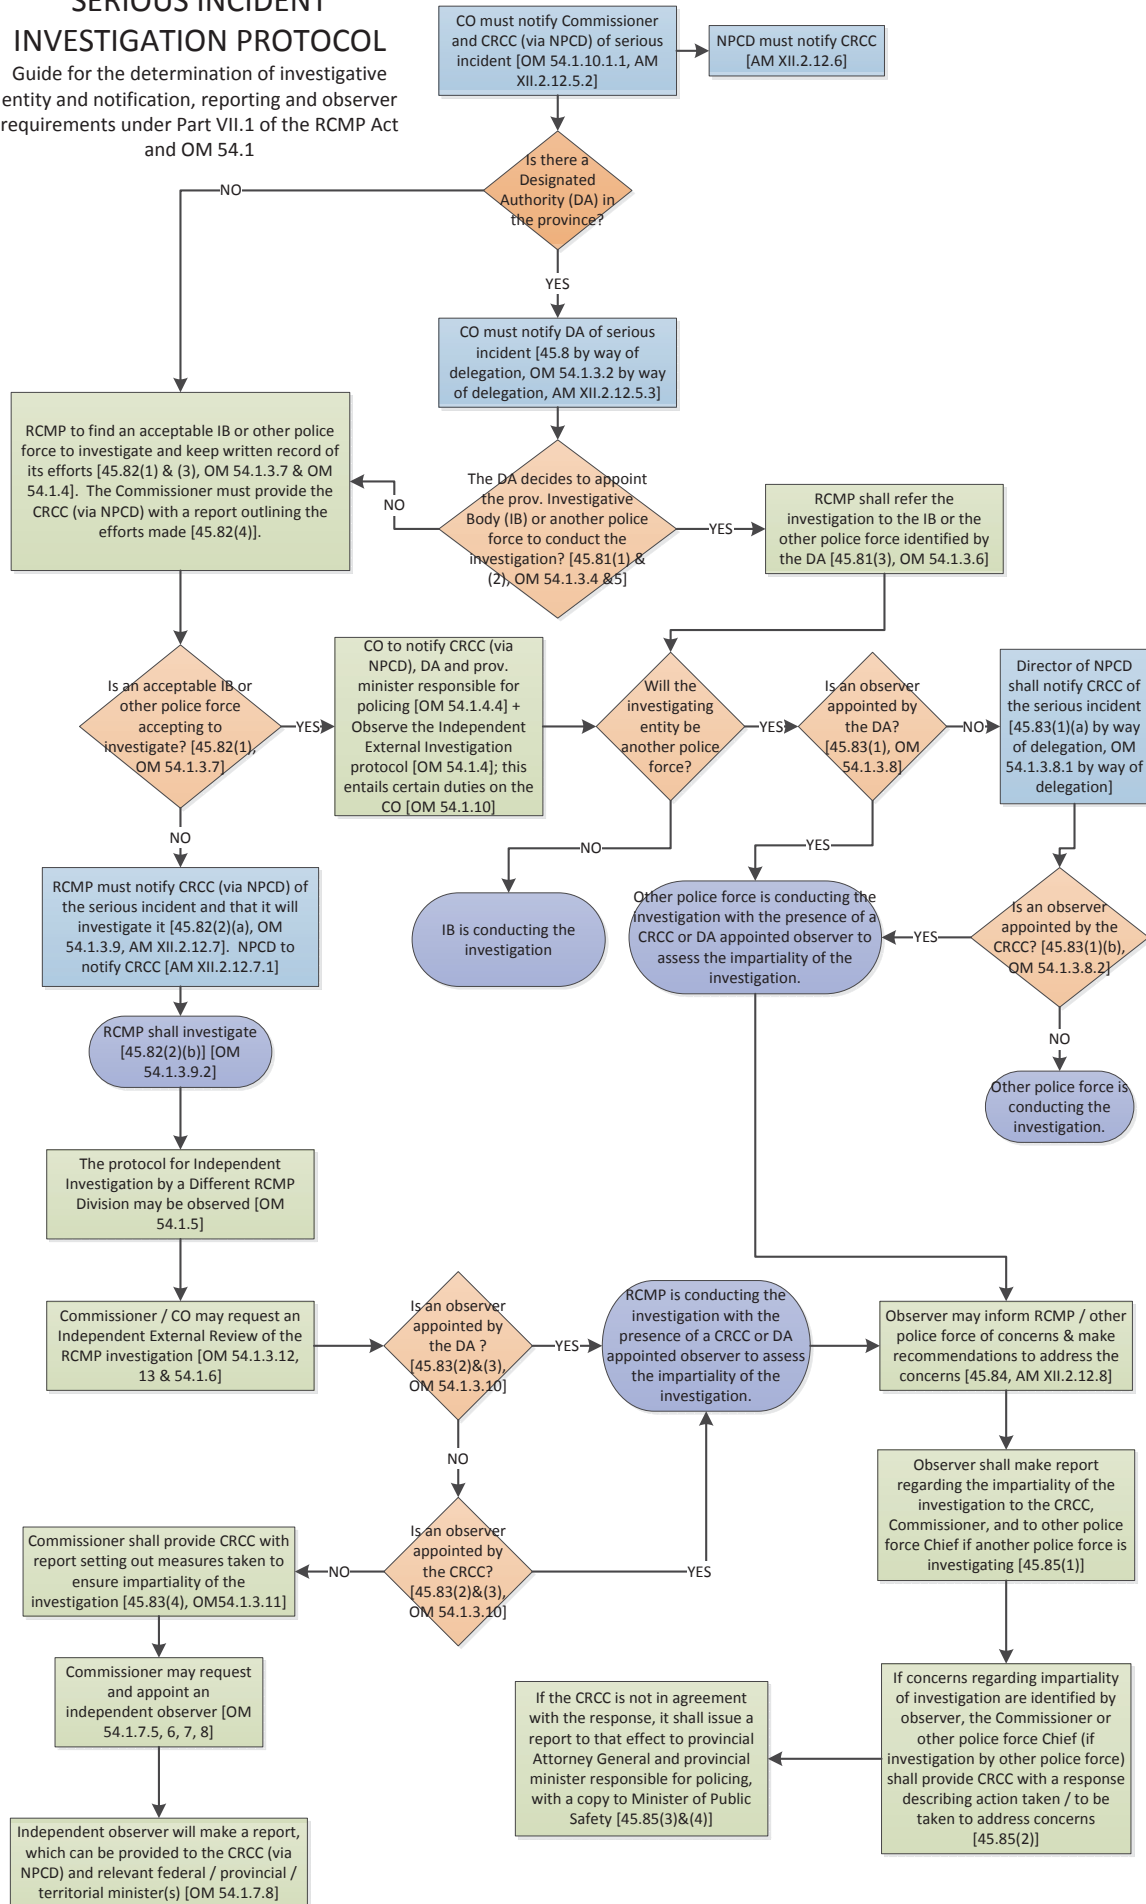 SERIOUS INCIDENT
INVESTIGATION PROTOCOL
Guide for the determination of investigative
entity and notification, reporting and observer
requirements under Part VII.1 of the RCMP Act
and OM 54.1
CO must notify Commissioner
and CRCC (via NPCD) of serious
incident [OM 54.1.10.1.1, AM
XII.2.12.5.2]
NPCD must notify CRCC
[AM XII.2.12.6]
Is there a
Designated
Authority (DA) in
the province?
NO
YES
CO must notify DA of serious
incident [45.8 by way of
delegation, OM 54.1.3.2 by way
of delegation, AM XII.2.12.5.3]
RCMP to find an acceptable IB or other police
force to investigate and keep written record of
its efforts [45.82(1) & (3), OM 54.1.3.7 & OM
54.1.4].  The Commissioner must provide the
CRCC (via NPCD) with a report outlining the
efforts made [45.82(4)].
NO
The DA decides to appoint
the prov. Investigative
Body (IB) or another police
force to conduct the
investigation? [45.81(1) &
(2), OM 54.1.3.4 &5]
YES
RCMP shall refer the
investigation to the IB or the
other police force identified by
the DA [45.81(3), OM 54.1.3.6]
Is an acceptable IB or
other police force
accepting to
investigate? [45.82(1),
OM 54.1.3.7]
YES
CO to notify CRCC (via
NPCD), DA and prov.
minister responsible for
policing [OM 54.1.4.4] +
Observe the Independent
External Investigation
protocol [OM 54.1.4]; this
entails certain duties on the
CO [OM 54.1.10]
Will the
investigating
entity be
another police
force?
YES
Is an observer
appointed by
the DA?
[45.83(1), OM
54.1.3.8]
NO
Director of NPCD
shall notify CRCC of
the serious incident
[45.83(1)(a) by way
of delegation, OM
54.1.3.8.1 by way of
delegation]
NO
NO
YES
RCMP must notify CRCC (via NPCD) of
the serious incident and that it will
investigate it [45.82(2)(a), OM
54.1.3.9, AM XII.2.12.7].  NPCD to
notify CRCC [AM XII.2.12.7.1]
IB is conducting the
investigation
Other police force is conducting the
investigation with the presence of a
CRCC or DA appointed observer to
assess the impartiality of the
investigation.
YES
Is an observer
appointed by the
CRCC? [45.83(1)(b),
OM 54.1.3.8.2]
RCMP shall investigate
[45.82(2)(b)] [OM
54.1.3.9.2]
NO
Other police force is
conducting the
investigation.
The protocol for Independent
Investigation by a Different RCMP
Division may be observed [OM
54.1.5]
Commissioner / CO may request an
Independent External Review of the
RCMP investigation [OM 54.1.3.12,
13 & 54.1.6]
Is an observer
appointed by
the DA ?
[45.83(2)&(3),
OM 54.1.3.10]
YES
RCMP is conducting the
investigation with the
presence of a CRCC or DA
appointed observer to assess
the impartiality of the
investigation.
Observer may inform RCMP / other
police force of concerns & make
recommendations to address the
concerns [45.84, AM XII.2.12.8]
NO
Observer shall make report
regarding the impartiality of the
investigation to the CRCC,
Commissioner, and to other police
force Chief if another police force is
investigating [45.85(1)]
Commissioner shall provide CRCC with
report setting out measures taken to
ensure impartiality of the
investigation [45.83(4), OM54.1.3.11]
NO
Is an observer
appointed by
the CRCC?
[45.83(2)&(3),
OM 54.1.3.10]
YES
Commissioner may request
and appoint an
independent observer [OM
54.1.7.5, 6, 7, 8]
If the CRCC is not in agreement
with the response, it shall issue a
report to that effect to provincial
Attorney General and provincial
minister responsible for policing,
with a copy to Minister of Public
Safety [45.85(3)&(4)]
If concerns regarding impartiality
of investigation are identified by
observer, the Commissioner or
other police force Chief (if
investigation by other police force)
shall provide CRCC with a response
describing action taken / to be
taken to address concerns
[45.85(2)]
Independent observer will make a report,
which can be provided to the CRCC (via
NPCD) and relevant federal / provincial /
territorial minister(s) [OM 54.1.7.8]